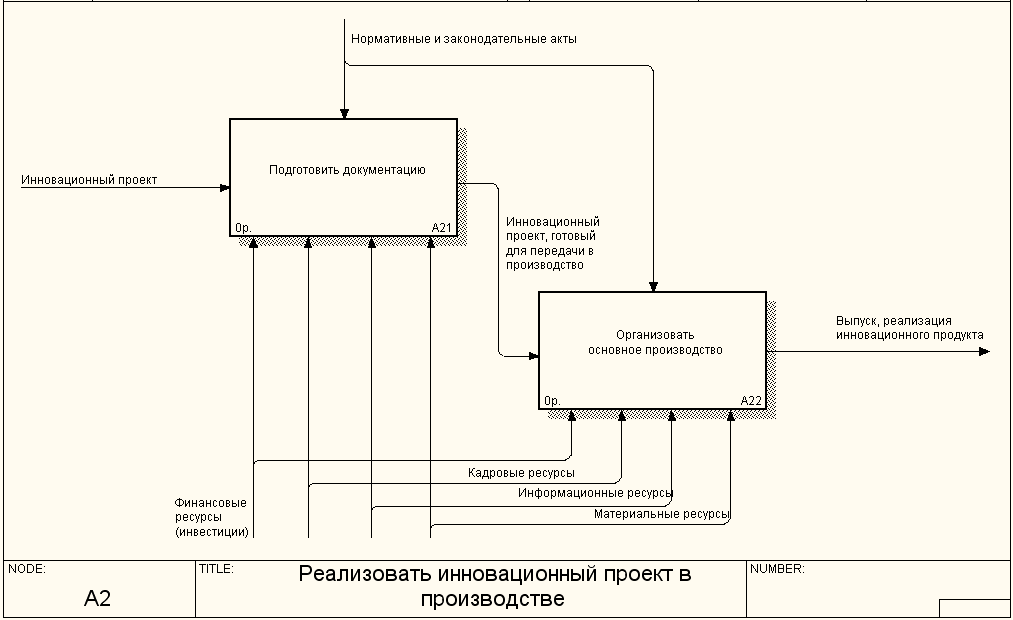 Нормативные и законодательные акты
Подготовить документацию
Инновационный проект
0р.
A21
Инновационный
проект, готовый
для передачи в
производство
Организовать
основное производство
0р.
A22
Выпуск, реализация
инновационного продукта
Кадровые ресурсы
Информационные ресурсы
Материальные ресурсы
Финансовые
ресурсы
(инвестиции)
NODE:
A2
TITLE:
Реализовать инновационный проект в
производстве
NUMBER: